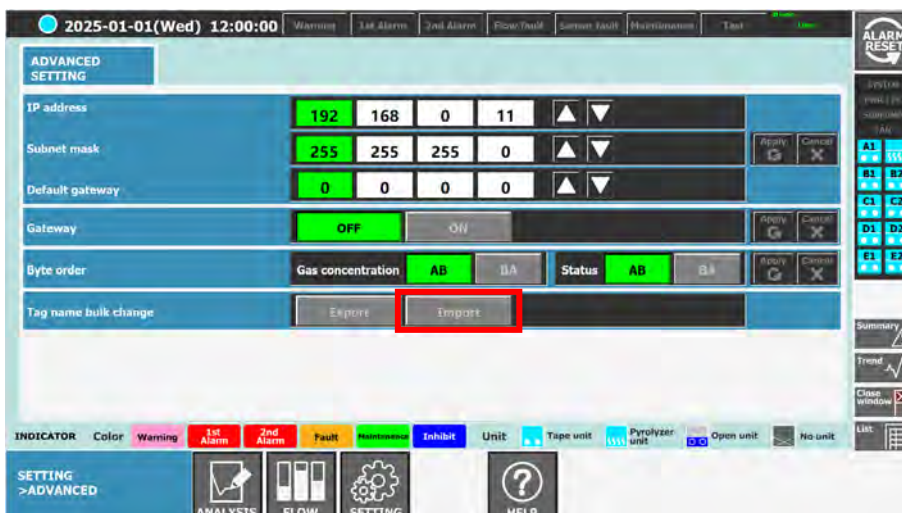 2025-01-01(Wed) 12:00:00 Warning 1st Alarm 2nd Alarm Flow fault Sensor fault Maintenance Test
ALARM
RESET
ADVANCED
SETTING
IP address 192 168 0 11
Subnet mask 255 255 255 0 Apply Cancel
Default gateway 0 0 0 0
Gateway OFF ON Apply Cancel
Byte order Gas concentration AB BA Status AB BA Apply Cancel
Tag name bulk change Export Import
SYSTEM
A1
B1 B2
C1 C2
D1 D2
E1 E2
Summary
Trend
Close
window
List
INDICATOR Color Warning 1st Alarm 2nd Alarm Fault Maintenance Inhibit Unit Tape unit Pyrolyzer unit Open unit No unit
SETTING
>ADVANCED
ANALYSIS FLOW SETTING HELP